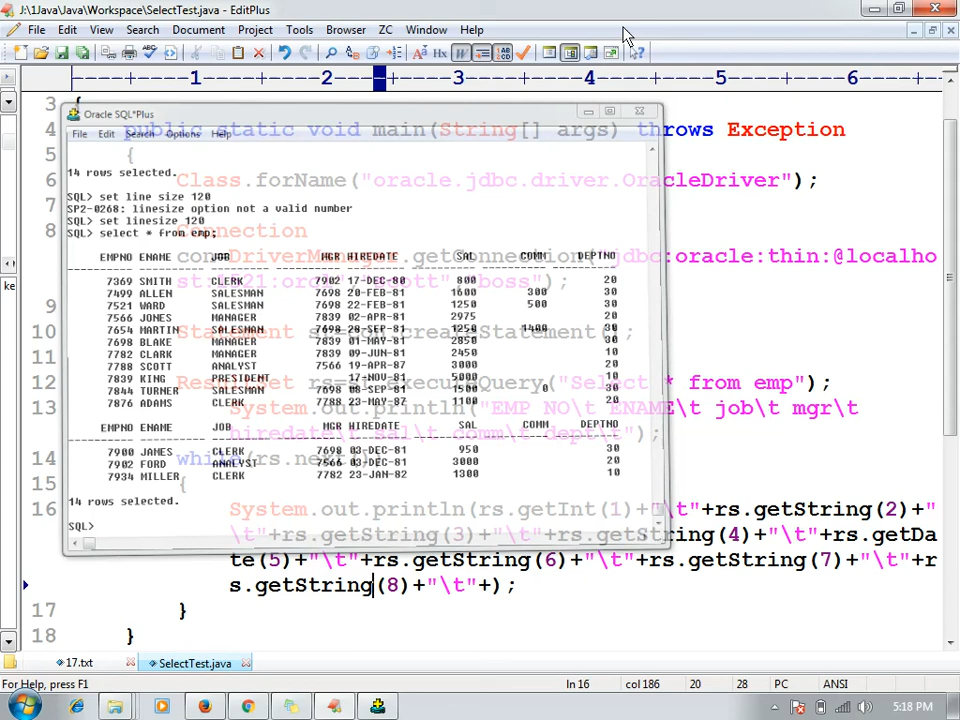 J:\1Java\Java\Workspace\SelectTest.java - EditPlus
File Edit View Search Document Project Tools Browser ZC Window Help
----+----1----+----2----+----3----+----4----+----5----+----6----+--
3 {
4 public static void main(String[] args) throws Exception
5 {
6 Class.forName("oracle.jdbc.driver.OracleDriver");
7
8 Connection
con=DriverManager.getConnection("jdbc:oracle:thin:@localho
st:1521:orcl","scott","boss");
9
10 Statement st=con.createStatement();
11
12 ResultSet rs=st.executeQuery("Select * from emp");
13 System.out.println("EMP NO\t ENAME\t job\t mgr\t
hiredate\t sal\t comm\t dept\t");
14 while(rs.next())
15 {
16 System.out.println(rs.getInt(1)+"\t"+rs.getString(2)+"
\t"+rs.getString(3)+"\t"+rs.getString(4)+"\t"+rs.getDa
te(5)+"\t"+rs.getString(6)+"\t"+rs.getString(7)+"\t"+r
s.getString(8)+"\t"+);
17 }
18 }
Oracle SQL*Plus
File Edit Search Options Help
14 rows selected.
SQL> set line size 120
SP2-0268: linesize option not a valid number
SQL> set linesize 120
SQL> select * from emp;
EMPNO ENAME JOB MGR HIREDATE SAL COMM DEPTNO
7369 SMITH CLERK 7902 17-DEC-80 800 20
7499 ALLEN SALESMAN 7698 20-FEB-81 1600 300 30
7521 WARD SALESMAN 7698 22-FEB-81 1250 500 30
7566 JONES MANAGER 7839 02-APR-81 2975 20
7654 MARTIN SALESMAN 7698 28-SEP-81 1250 1400 30
7698 BLAKE MANAGER 7839 01-MAY-81 2850 30
7782 CLARK MANAGER 7839 09-JUN-81 2450 10
7788 SCOTT ANALYST 7566 19-APR-87 3000 20
7839 KING PRESIDENT 17-NOV-81 5000 10
7844 TURNER SALESMAN 7698 08-SEP-81 1500 0 30
7876 ADAMS CLERK 7788 23-MAY-87 1100 20
EMPNO ENAME JOB MGR HIREDATE SAL COMM DEPTNO
7900 JAMES CLERK 7698 03-DEC-81 950 30
7902 FORD ANALYST 7566 03-DEC-81 3000 20
7934 MILLER CLERK 7782 23-JAN-82 1300 10
14 rows selected.
SQL>
ke
17.txt SelectTest.java
For Help, press F1 ln 16 col 186 20 28 PC ANSI
5:18 PM